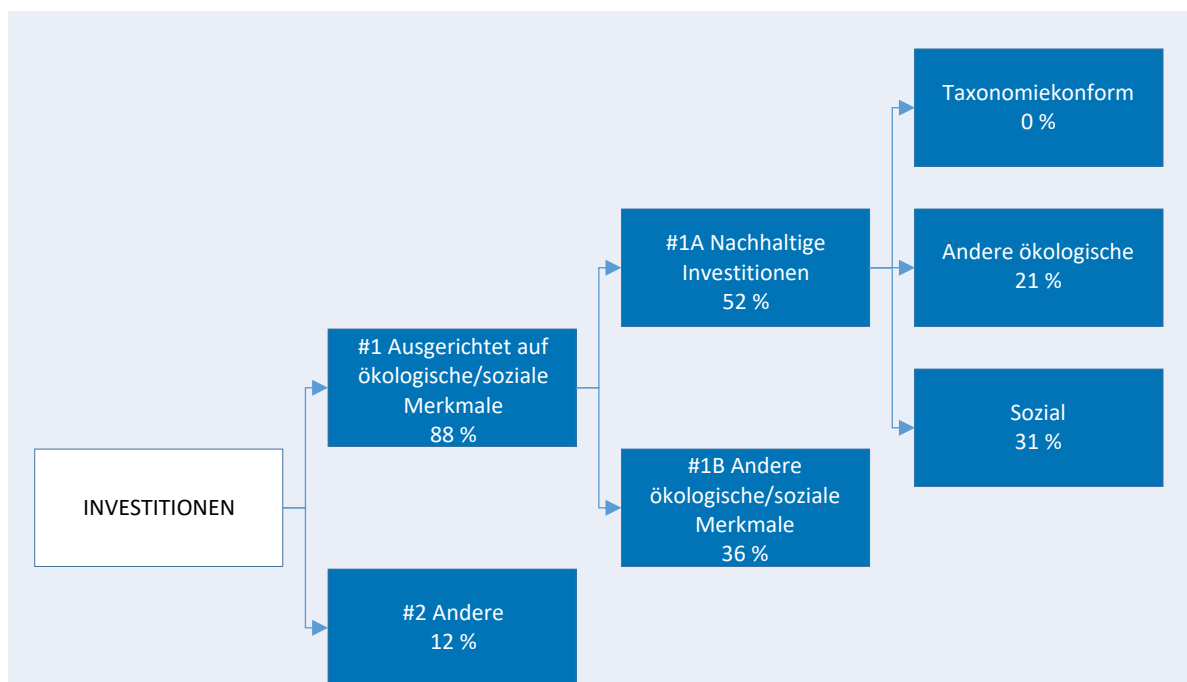 Taxonomiekonform
0 %
#1A Nachhaltige
Investitionen
52 %
Andere ökologische
21 %
#1 Ausgerichtet auf
ökologische/soziale
Merkmale
88 %
Sozial
31 %
INVESTITIONEN
#1B Andere
ökologische/soziale
Merkmale
36 %
#2 Andere
12 %